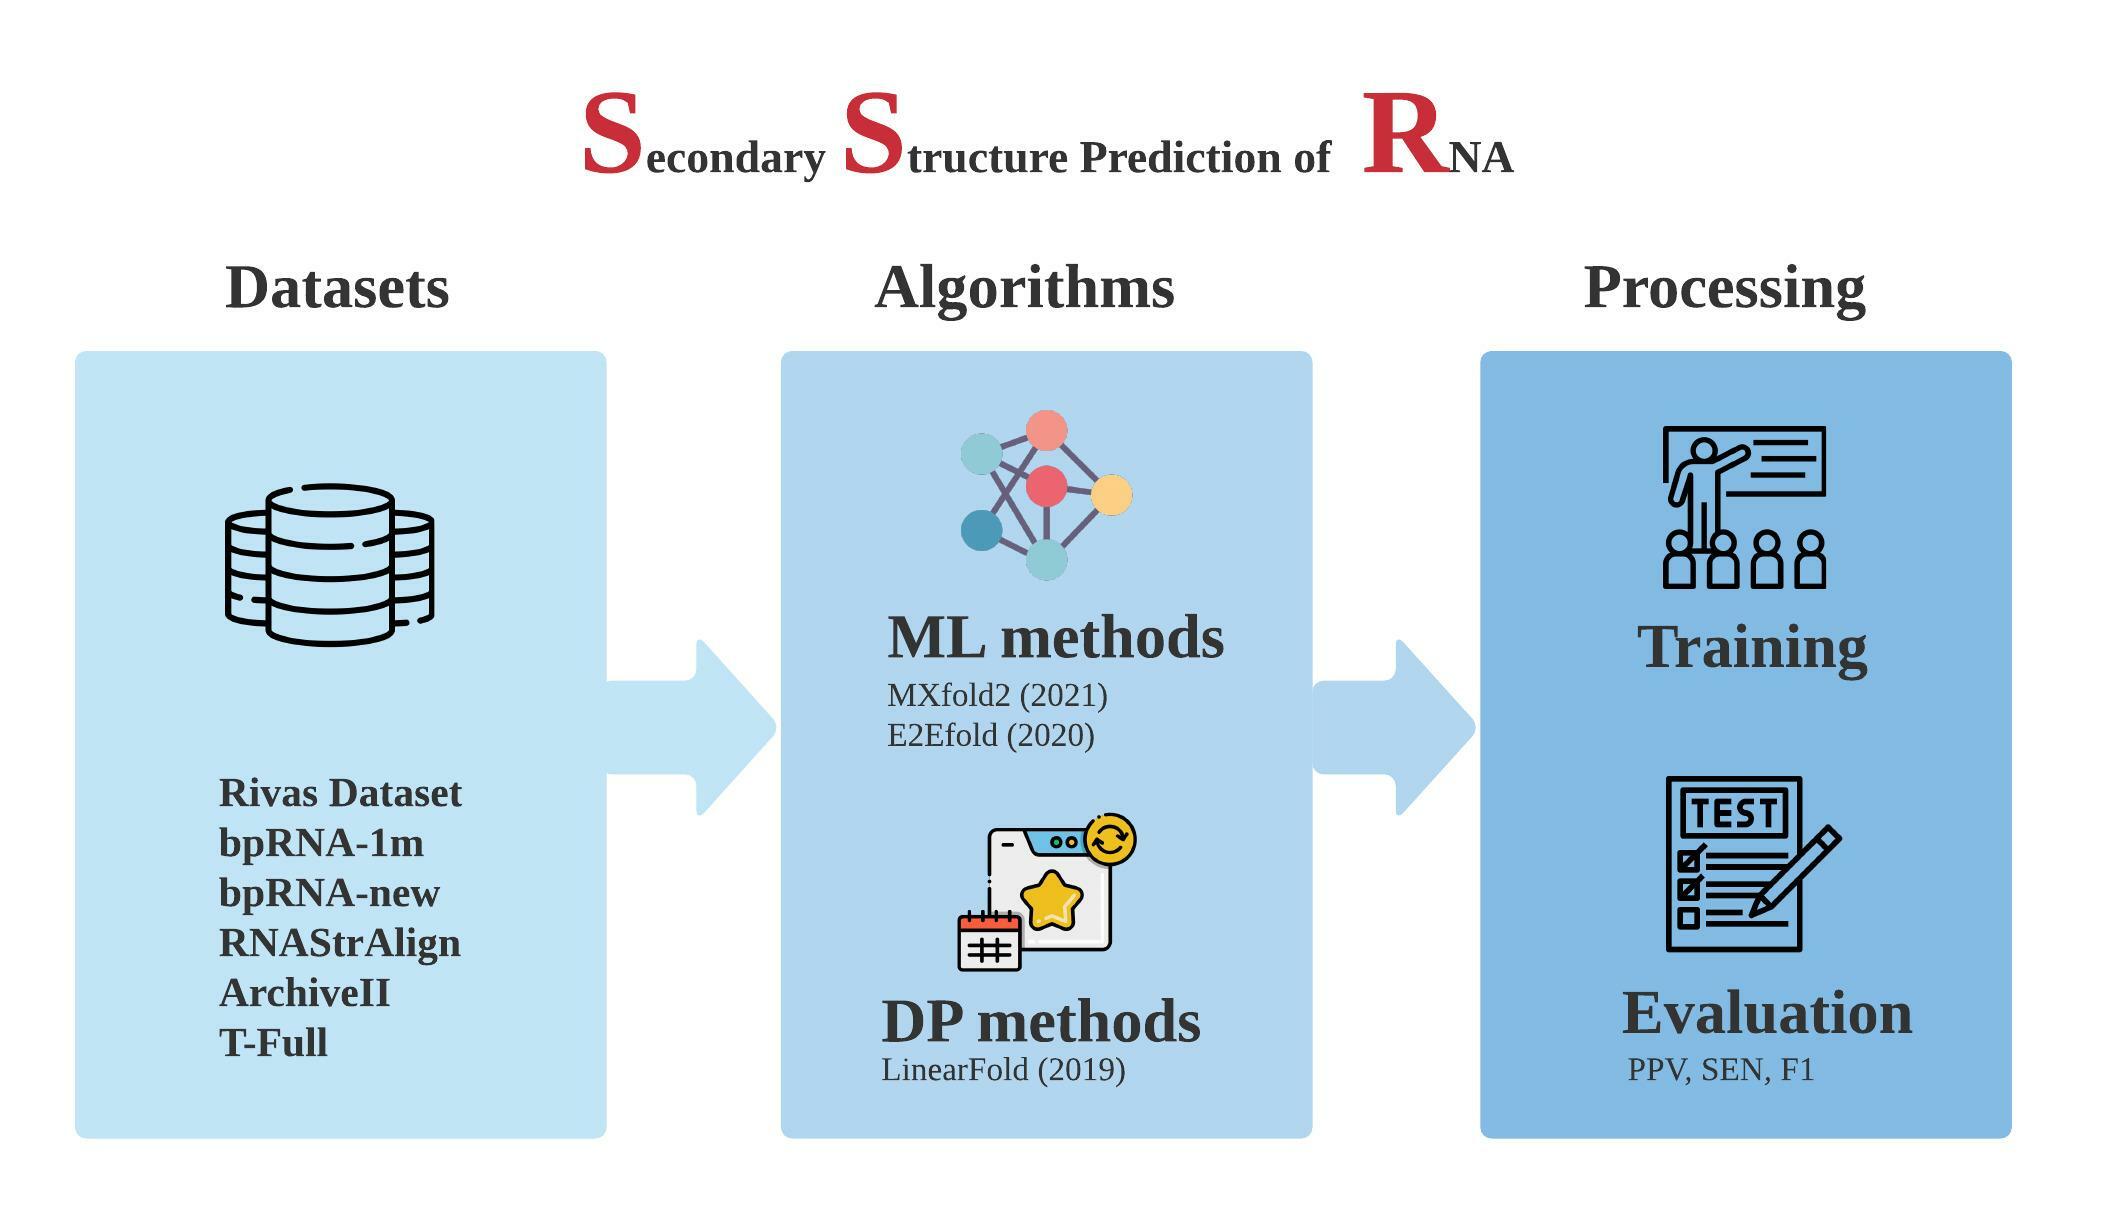 Secondary Structure Prediction of RNA
Datasets
Rivas Dataset
bpRNA-1m
bpRNA-new
RNAStrAlign
ArchiveII
T-Full
Algorithms
ML methods
MXfold2 (2021)
E2Efold (2020)
DP methods
LinearFold (2019)
Processing
Training
TEST
Evaluation
PPV, SEN, F1